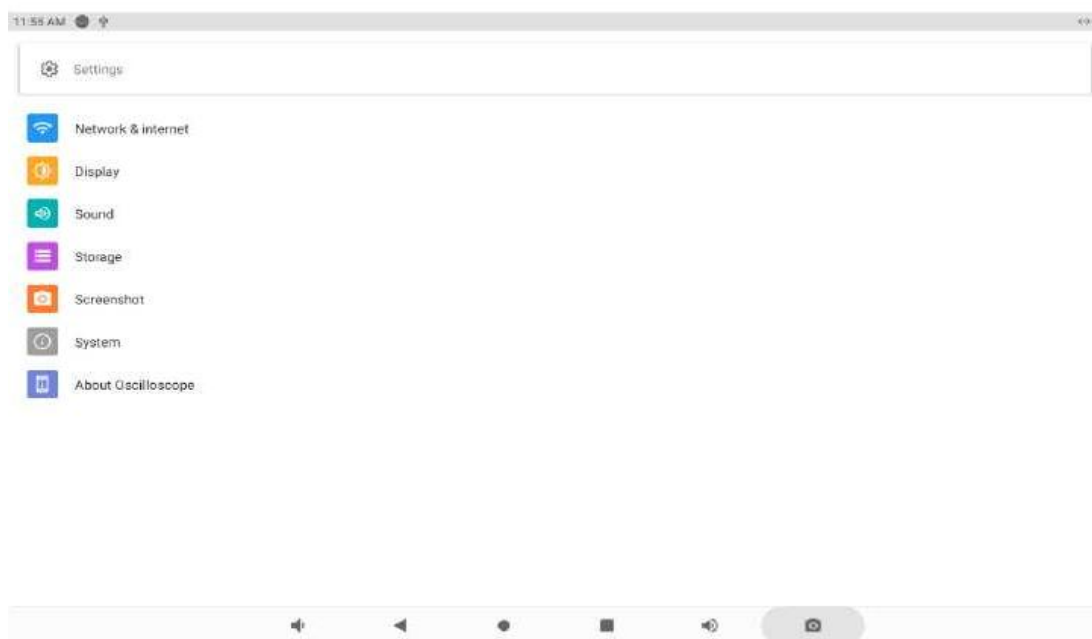 11:55 AM
Settings
Network & internet
Display
Sound
Storage
Screenshot
System
About Oscilloscope